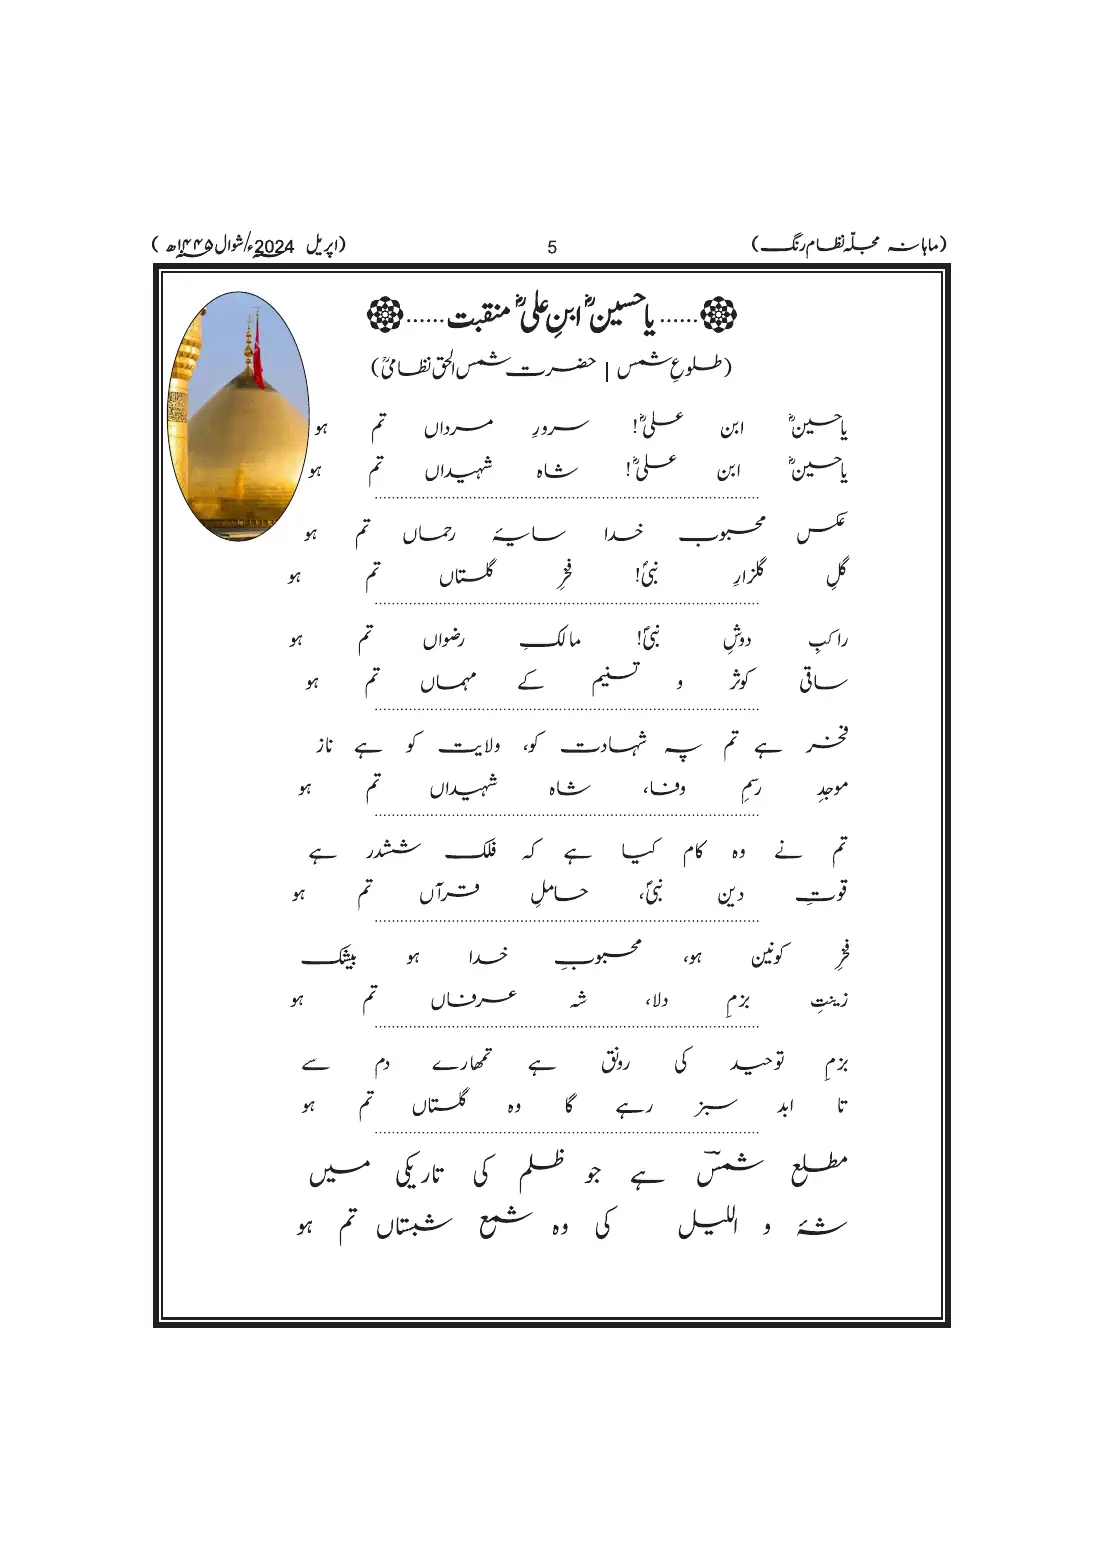 (ماہانہ مجلّہ نظام رنگ) 5 (اپریل 2024ء/شوال ۱۴۴۵ھ)
......یا حسینؓ ابنِ علیؓ منقبت......
(طلوعِ شمس | حضرت شمس الحق نظامیؒ)
یاحسینؓ ابن علیؓ! سرورِ مرداں تم ہو
یاحسینؓ ابن علیؓ! شاہ شہیداں تم ہو
عکس محبوب خدا سایۂ رحماں تم ہو
گلِ گلزارِ نبیؐ! فخرِ گلستاں تم ہو
راکبِ دوشِ نبیؐ! مالکِ رضواں تم ہو
ساقی کوثر و تسنیم کے مہماں تم ہو
فخر ہے تم پہ شہادت کو، ولایت کو ہے ناز
موجدِ رسمِ وفا، شاہ شہیداں تم ہو
تم نے وہ کام کیا ہے کہ فلک ششدر ہے
قوتِ دین نبیؐ، حاملِ قرآں تم ہو
فخرِ کونین ہو، محبوبِ خدا ہو بیشک
زینتِ بزمِ دلا، شہ عرفاں تم ہو
بزمِ توحید کی رونق ہے تمھارے دم سے
تا ابد سبز رہے گا وہ گلستاں تم ہو
مطلع شمسؔ ہے جو ظلم کی تاریکی میں
شۂ و اللیل کی وہ شمع شبستاں تم ہو